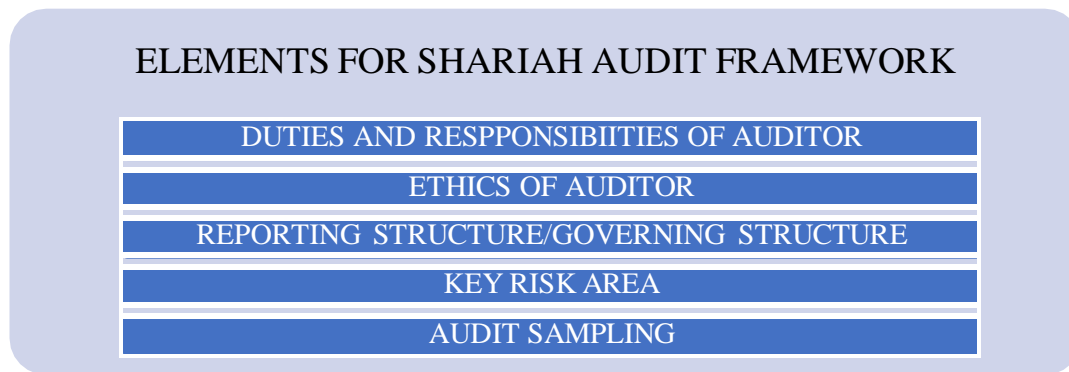 ELEMENTS FOR SHARIAH AUDIT FRAMEWORK
DUTIES AND RESPPONSIBIITIES OF AUDITOR
ETHICS OF AUDITOR
REPORTING STRUCTURE/GOVERNING STRUCTURE
KEY RISK AREA
AUDIT SAMPLING